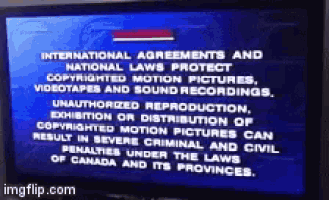 INTERNATIONAL AGREEMENTS AND
NATIONAL LAWS PROTECT
COPYRIGHTED MOTION PICTURES,
VIDEOTAPES AND SOUND RECORDINGS.
UNAUTHORIZED REPRODUCTION,
EXHIBITION OR DISTRIBUTION OF
COPYRIGHTED MOTION PICTURES CAN
RESULT IN SEVERE CRIMINAL AND CIVIL
PENALTIES UNDER THE LAWS
OF CANADA AND ITS PROVINCES.
imgflip.com